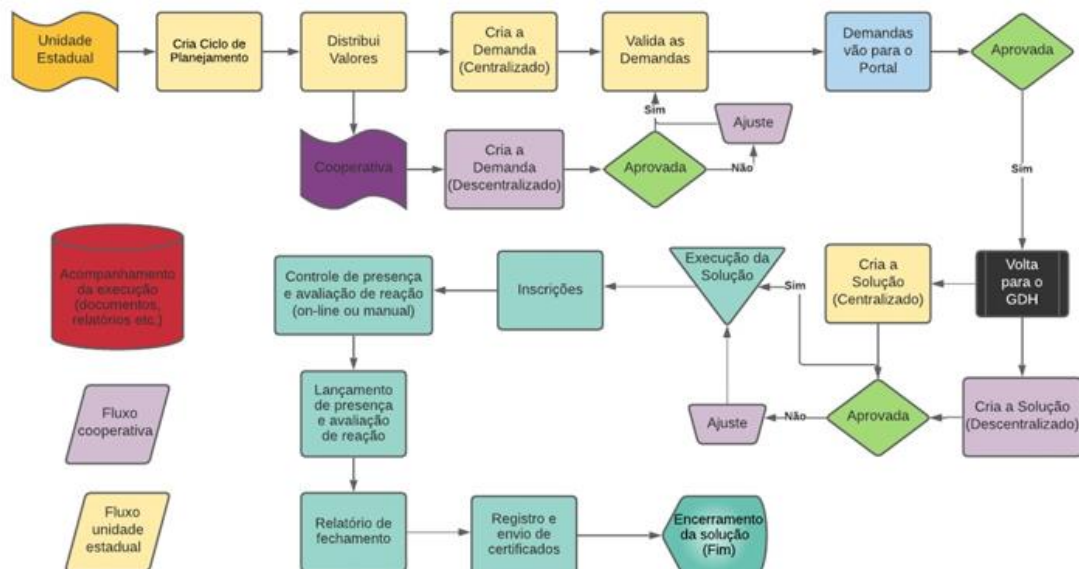 Unidade
Estadual
Cria Ciclo de
Planejamento
Distribui
Valores
Cria a
Demanda
(Centralizado)
Valida as
Demandas
Demandas
vão para o
Portal
Aprovada
Sim
Ajuste
Cooperativa
Cria a
Demanda
(Descentralizado)
Aprovada
Não
Sim
Acompanhamento
da execução
(documentos,
relatórios etc.)
Controle de presença
e avaliação de reação
(on-line ou manual)
Inscrições
Execução da
Solução
Sim
Cria a
Solução
(Centralizado)
Volta
para o
GDH
Fluxo
cooperativa
Lançamento
de presença
e avaliação
de reação
Ajuste
Não
Aprovada
Cria a Solução
(Descentralizado)
Fluxo
unidade
estadual
Relatório de
fechamento
Registro e
envio de
certificados
Encerramento
da solução
(Fim)